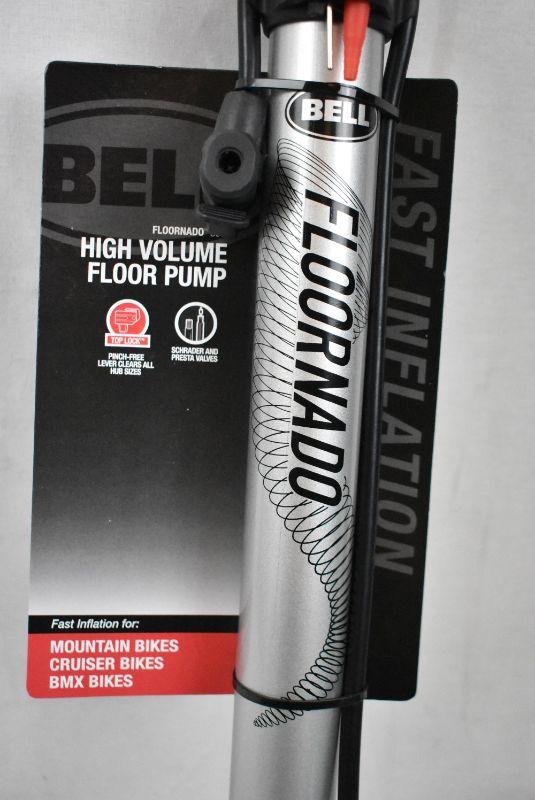 BELL
FLOORNADO
HIGH VOLUME
FLOOR PUMP
TOP LOCK™
PINCH-FREE
LEVER CLEARS ALL
HUB SIZES
SCHRADER AND
PRESTA VALVES
Fast Inflation for:
MOUNTAIN BIKES
CRUISER BIKES
BMX BIKES
BELL
FLOORNADO
FAST INFLATION